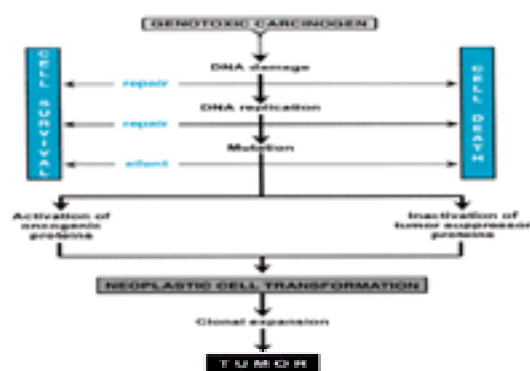 GENOTOXIC CARCINOGEN
DNA damage
CELL SURVIVAL
CELL DEATH
repair
DNA replication
repair
Mutation
silent
Activation of
oncogenic
proteins
Inactivation of
tumor suppressor
proteins
NEOPLASTIC CELL TRANSFORMATION
Clonal expansion
TUMOR